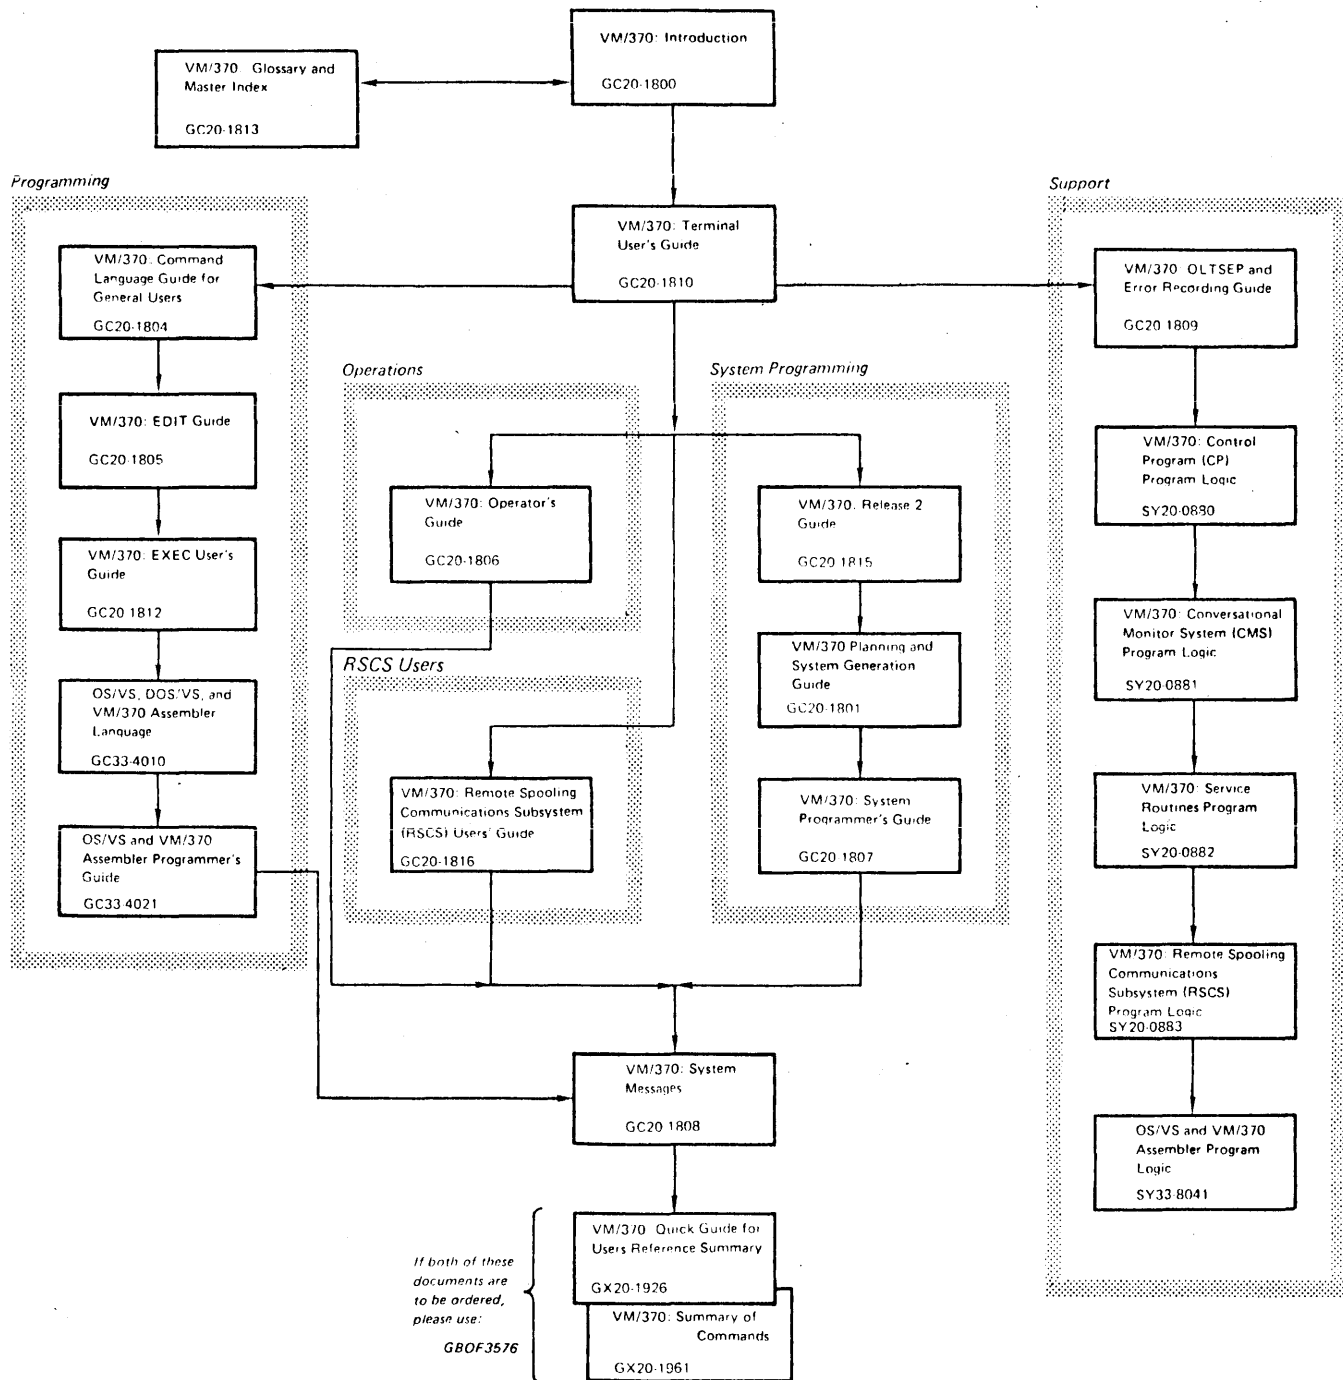 VM/370: Introduction
GC20-1800
VM/370. Glossary and
Master Index
GC20-1813
Programming
Support
VM/370: Terminal
User's Guide
GC20-1810
VM/370: Command
Language Guide for
General Users
GC20-1804
VM/370: OLTSEP and
Error Recording Guide
GC20 1809
Operations
System Programming
VM/370: EDIT Guide
GC20-1805
VM/370: Control
Program (CP)
Program Logic
SY20-0880
VM/370: Operator's
Guide
GC20-1806
VM/370. Release 2
Guide
GC20 1815
VM/370: EXEC User's
Guide
GC20 1812
VM/370: Conversational
Monitor System (CMS)
Program Logic
SY20-0881
RSCS Users
VM/370 Planning and
System Generation
Guide
GC20-1801
OS/VS, DOS/VS, and
VM/370 Assembler
Language
GC33-4010
VM/370: Remote Spooling
Communications Subsystem
(RSCS) Users' Guide
GC20-1816
VM/370: System
Programmer's Guide
GC20 1807
VM/370: Service
Routines Program
Logic
SY20-0882
OS/VS and VM/370
Assembler Programmer's
Guide
GC33-4021
VM/370: Remote Spooling
Communications
Subsystem (RSCS)
Program Logic
SY20-0883
VM/370: System
Messages
GC20 1808
OS/VS and VM/370
Assembler Program
Logic
SY33-8041
VM/370 Quick Guide for
Users Reference Summary
GX20-1926
If both of these
documents are
to be ordered,
please use:
GBOF3576
VM/370: Summary of
Commands
GX20-1961